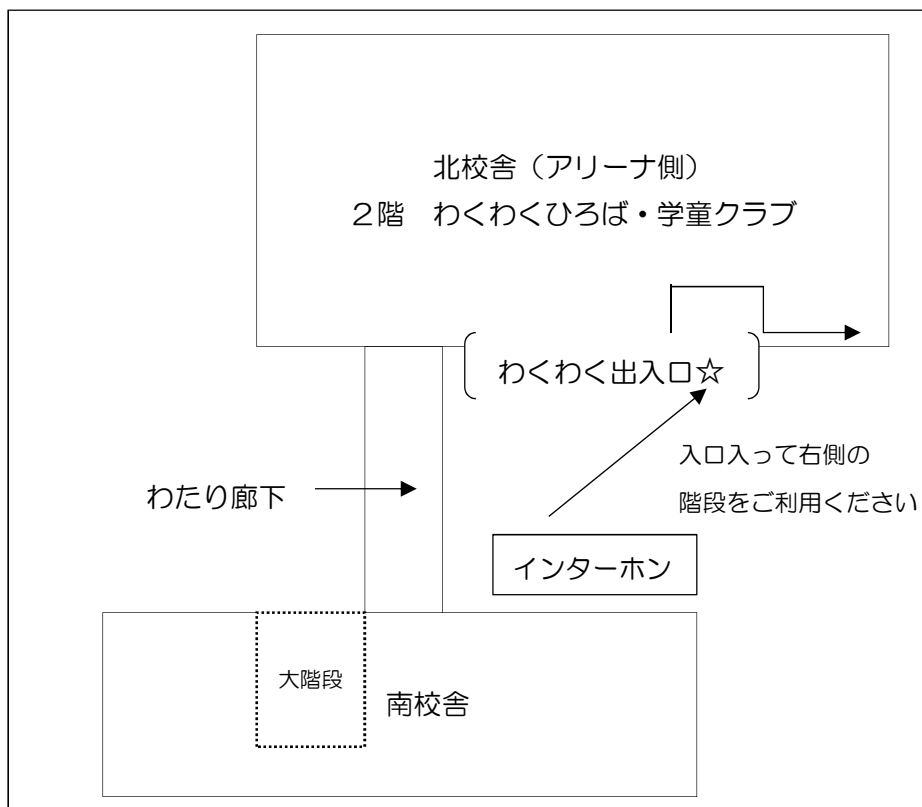 北校舎（アリーナ側）
２階　わくわくひろば・学童クラブ
わくわく出入口☆
入口入って右側の
階段をご利用ください
わたり廊下
インターホン
大階段
南校舎